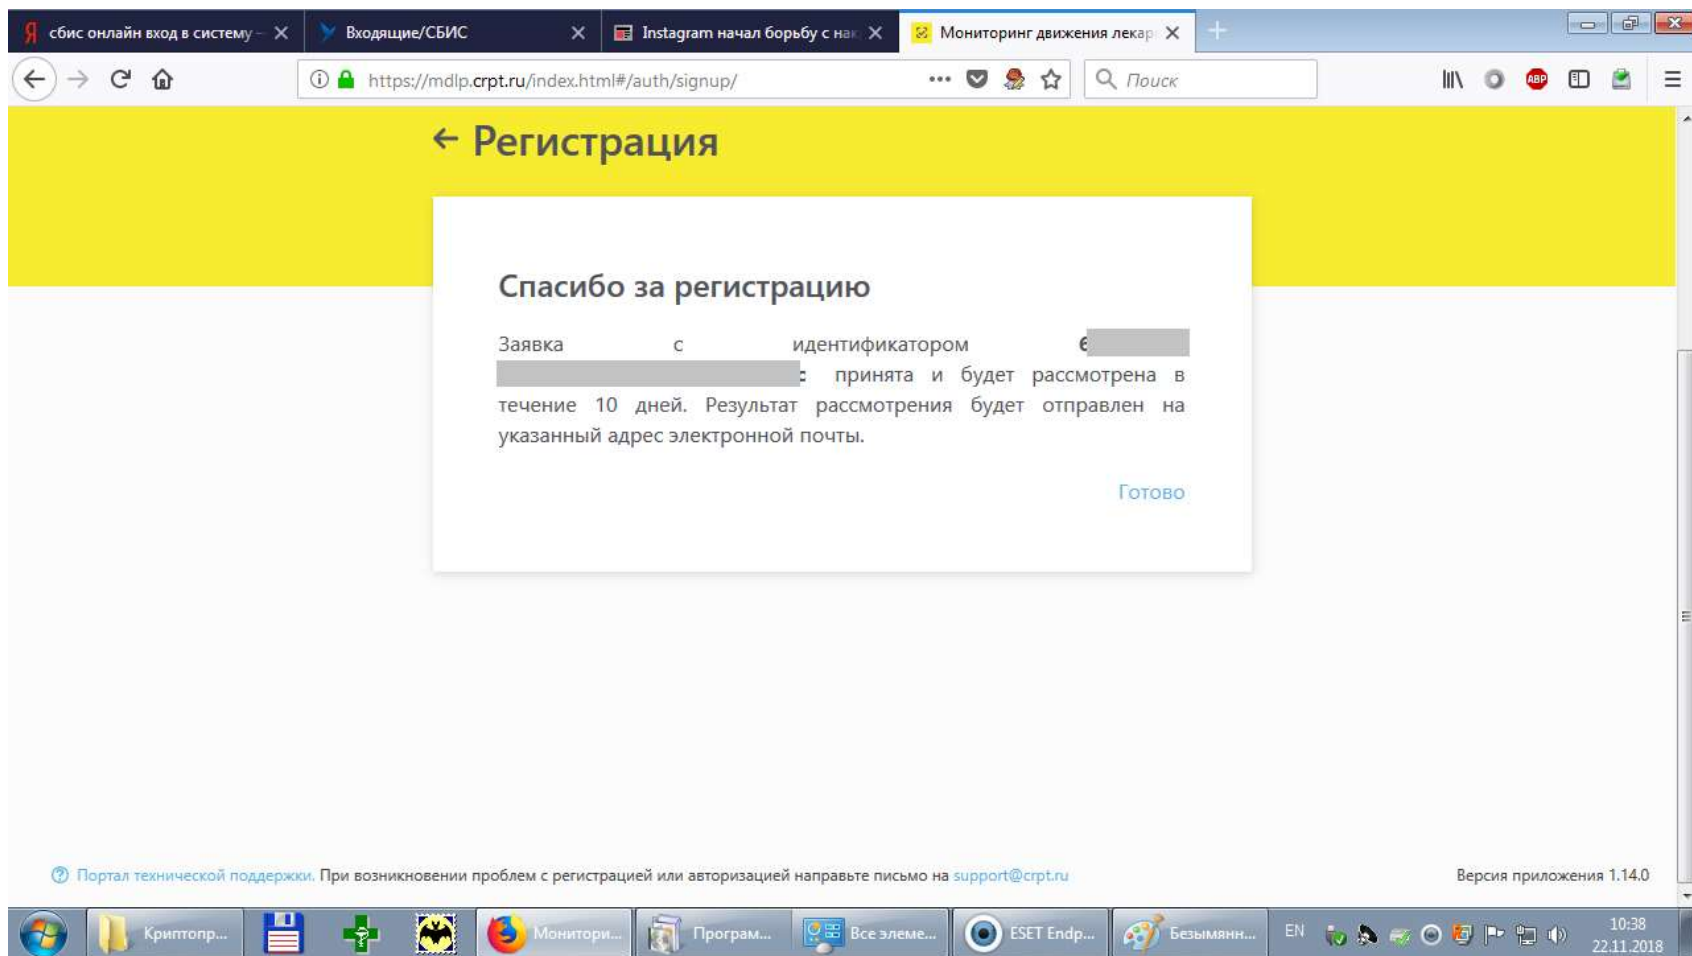 сбис онлайн вход в систему –
Входящие/СБИС
Instagram начал борьбу с нак
Мониторинг движения лекар
https://mdlp.crpt.ru/index.html#/auth/signup/
Поиск
ABP
← Регистрация
Спасибо за регистрацию
Заявка с идентификатором 6
с принята и будет рассмотрена в
течение 10 дней. Результат рассмотрения будет отправлен на
указанный адрес электронной почты.
Готово
Портал технической поддержки. При возникновении проблем с регистрацией или авторизацией направьте письмо на support@crpt.ru
Версия приложения 1.14.0
Криптопр...
Монитори...
Програм...
Все элеме...
ESET Endp...
Безымянн...
EN
10:38
22.11.2018